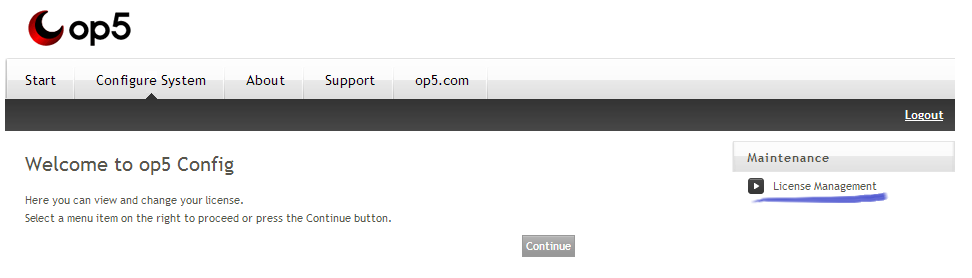 op5
Start Configure System About Support op5.com
Logout
Welcome to op5 Config
Here you can view and change your license.
Select a menu item on the right to proceed or press the Continue button.
Continue
Maintenance
License Management